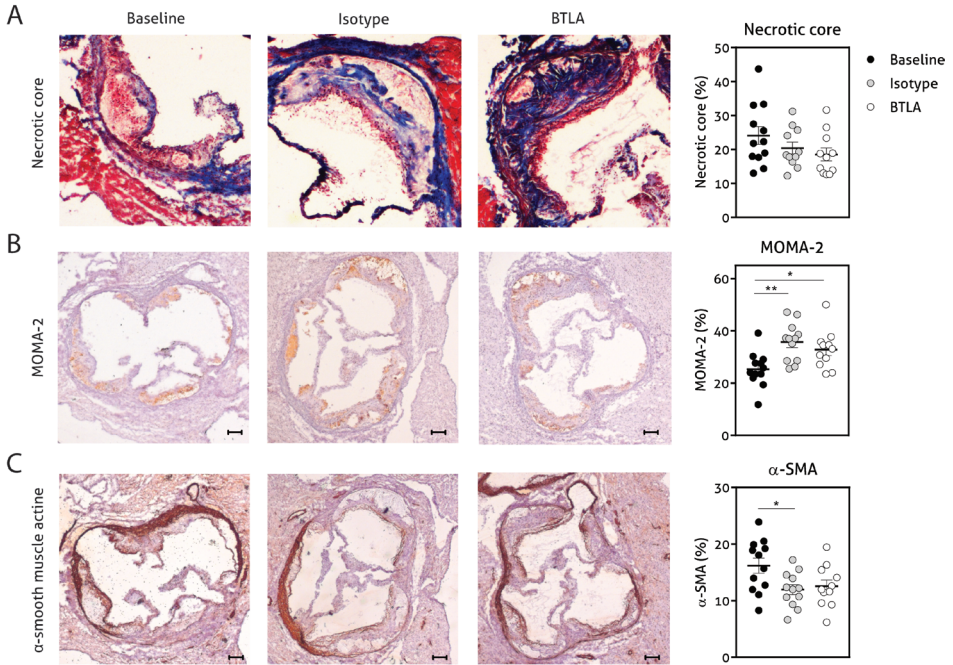 A
Baseline
Isotype
BTLA
Necrotic core
Necrotic core
Necrotic core (%)
50
40
30
20
10
0
Baseline
Isotype
BTLA
B
MOMA-2
MOMA-2
MOMA-2 (%)
60
40
20
0
*
**
C
α-smooth muscle actine
α-SMA
α-SMA (%)
30
20
10
0
*